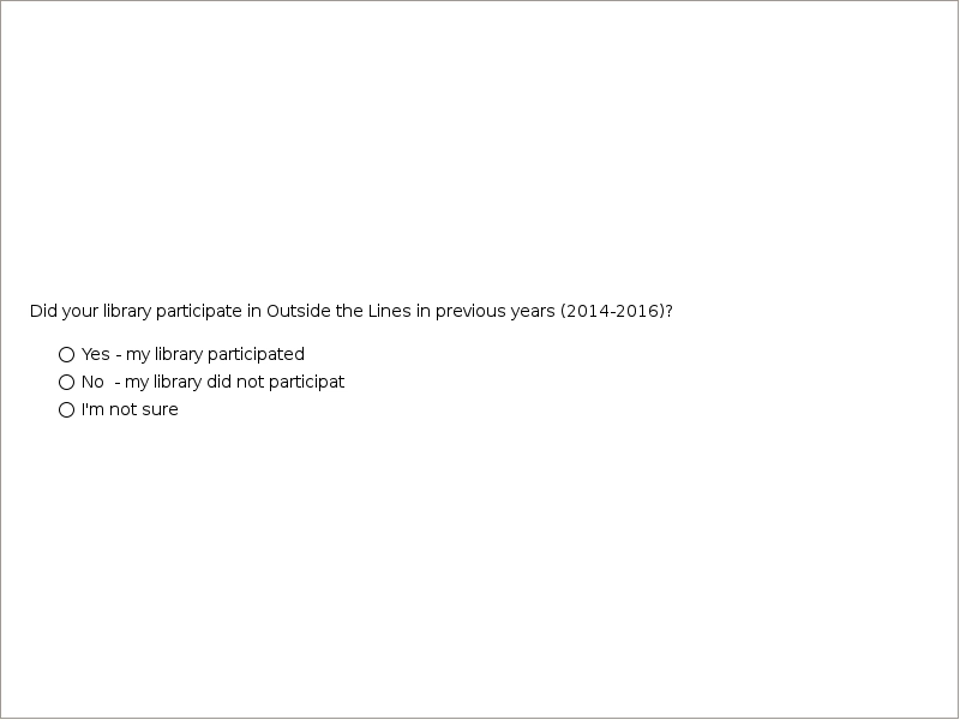 Did your library participate in Outside the Lines in previous years (2014-2016)?
Yes - my library participated
No  - my library did not participat
I'm not sure